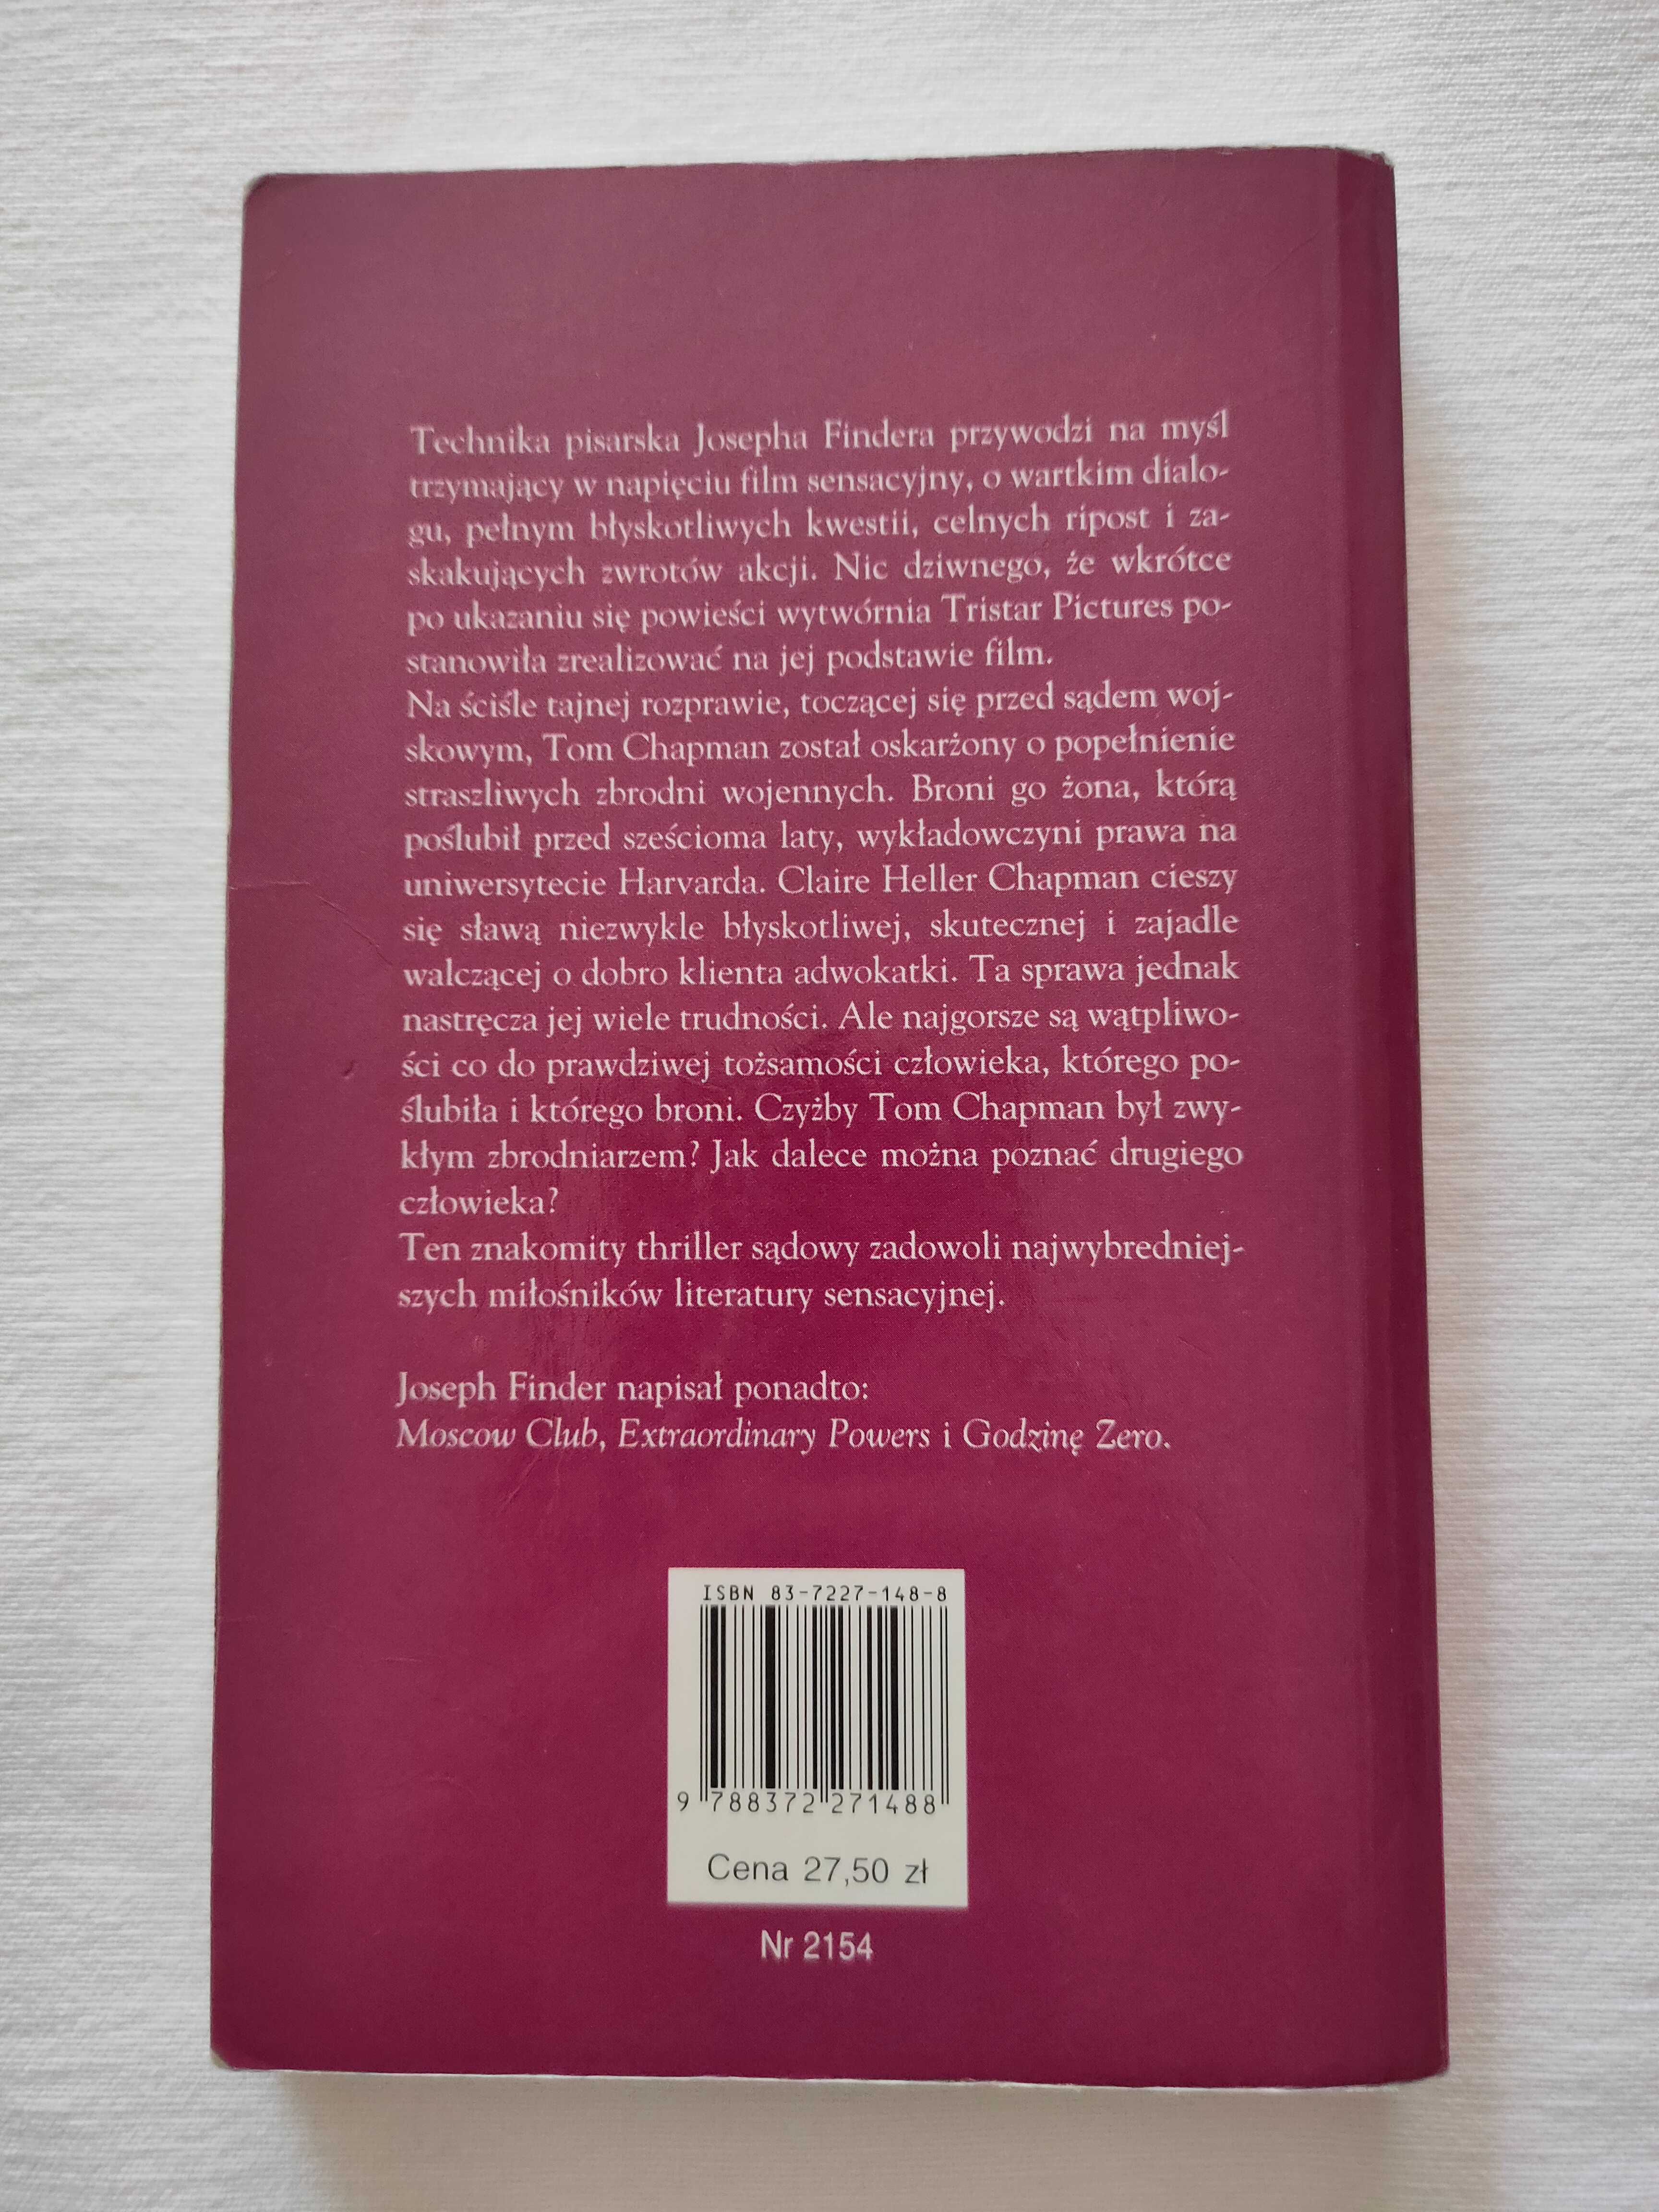 Technika pisarska Josepha Findera przywodzi na myśl
trzymający w napięciu film sensacyjny, o wartkim dialo-
gu, pełnym błyskotliwych kwestii, celnych ripost i za-
skakujących zwrotów akcji. Nic dziwnego, że wkrótce
po ukazaniu się powieści wytwórnia Tristar Pictures po-
stanowiła zrealizować na jej podstawie film.
Na ściśle tajnej rozprawie, toczącej się przed sądem woj-
skowym, Tom Chapman został oskarżony o popełnienie
straszliwych zbrodni wojennych. Broni go żona, którą
poślubił przed sześcioma laty, wykładowczyni prawa na
uniwersytecie Harvarda. Claire Heller Chapman cieszy
się sławą niezwykle błyskotliwej, skutecznej i zajadle
walczącej o dobro klienta adwokatki. Ta sprawa jednak
nastręcza jej wiele trudności. Ale najgorsze są wątpliwo-
ści co do prawdziwej tożsamości człowieka, którego po-
ślubiła i którego broni. Czyżby Tom Chapman był zwy-
kłym zbrodniarzem? Jak dalece można poznać drugiego
człowieka?
Ten znakomity thriller sądowy zadowoli najwybredniej-
szych miłośników literatury sensacyjnej.
Joseph Finder napisał ponadto:
Moscow Club, Extraordinary Powers i Godzinę Zero.
ISBN 83-7227-148-8
9 788372 271488
Cena 27,50 zł
Nr 2154